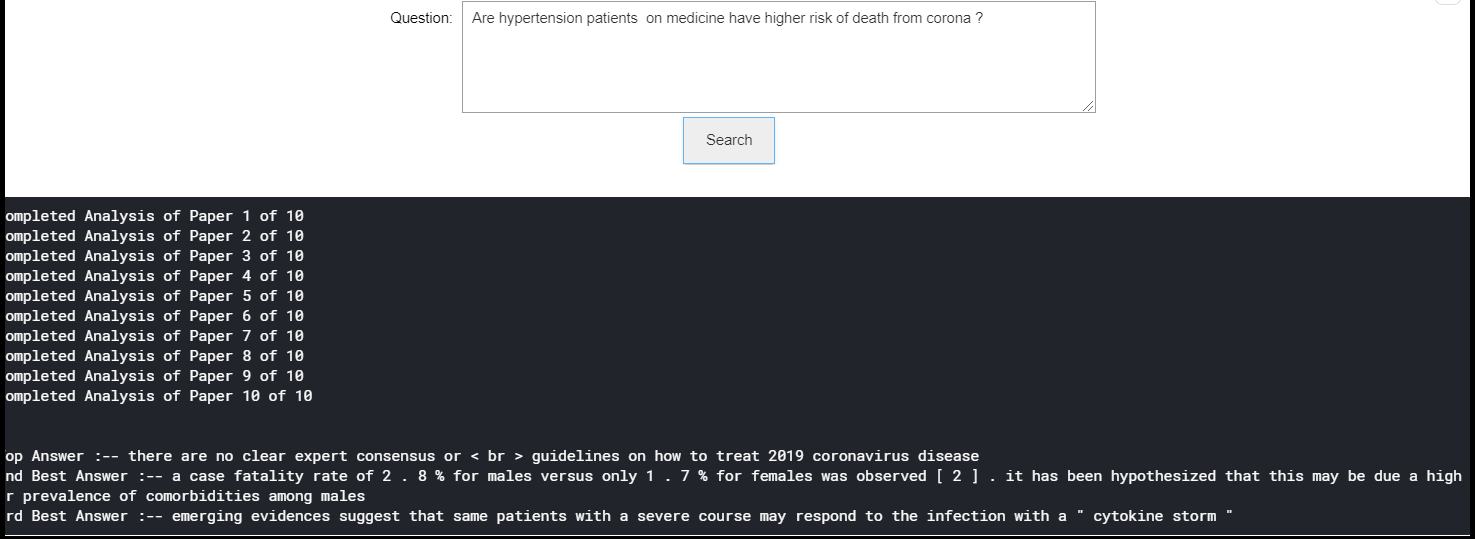 Question:
Are hypertension patients  on medicine have higher risk of death from corona ?
Search
ompleted Analysis of Paper 1 of 10
ompleted Analysis of Paper 2 of 10
ompleted Analysis of Paper 3 of 10
ompleted Analysis of Paper 4 of 10
ompleted Analysis of Paper 5 of 10
ompleted Analysis of Paper 6 of 10
ompleted Analysis of Paper 7 of 10
ompleted Analysis of Paper 8 of 10
ompleted Analysis of Paper 9 of 10
ompleted Analysis of Paper 10 of 10
op Answer :-- there are no clear expert consensus or < br > guidelines on how to treat 2019 coronavirus disease
nd Best Answer :-- a case fatality rate of 2 . 8 % for males versus only 1 . 7 % for females was observed [ 2 ] . it has been hypothesized that this may be due a high
r prevalence of comorbidities among males
rd Best Answer :-- emerging evidences suggest that same patients with a severe course may respond to the infection with a " cytokine storm "